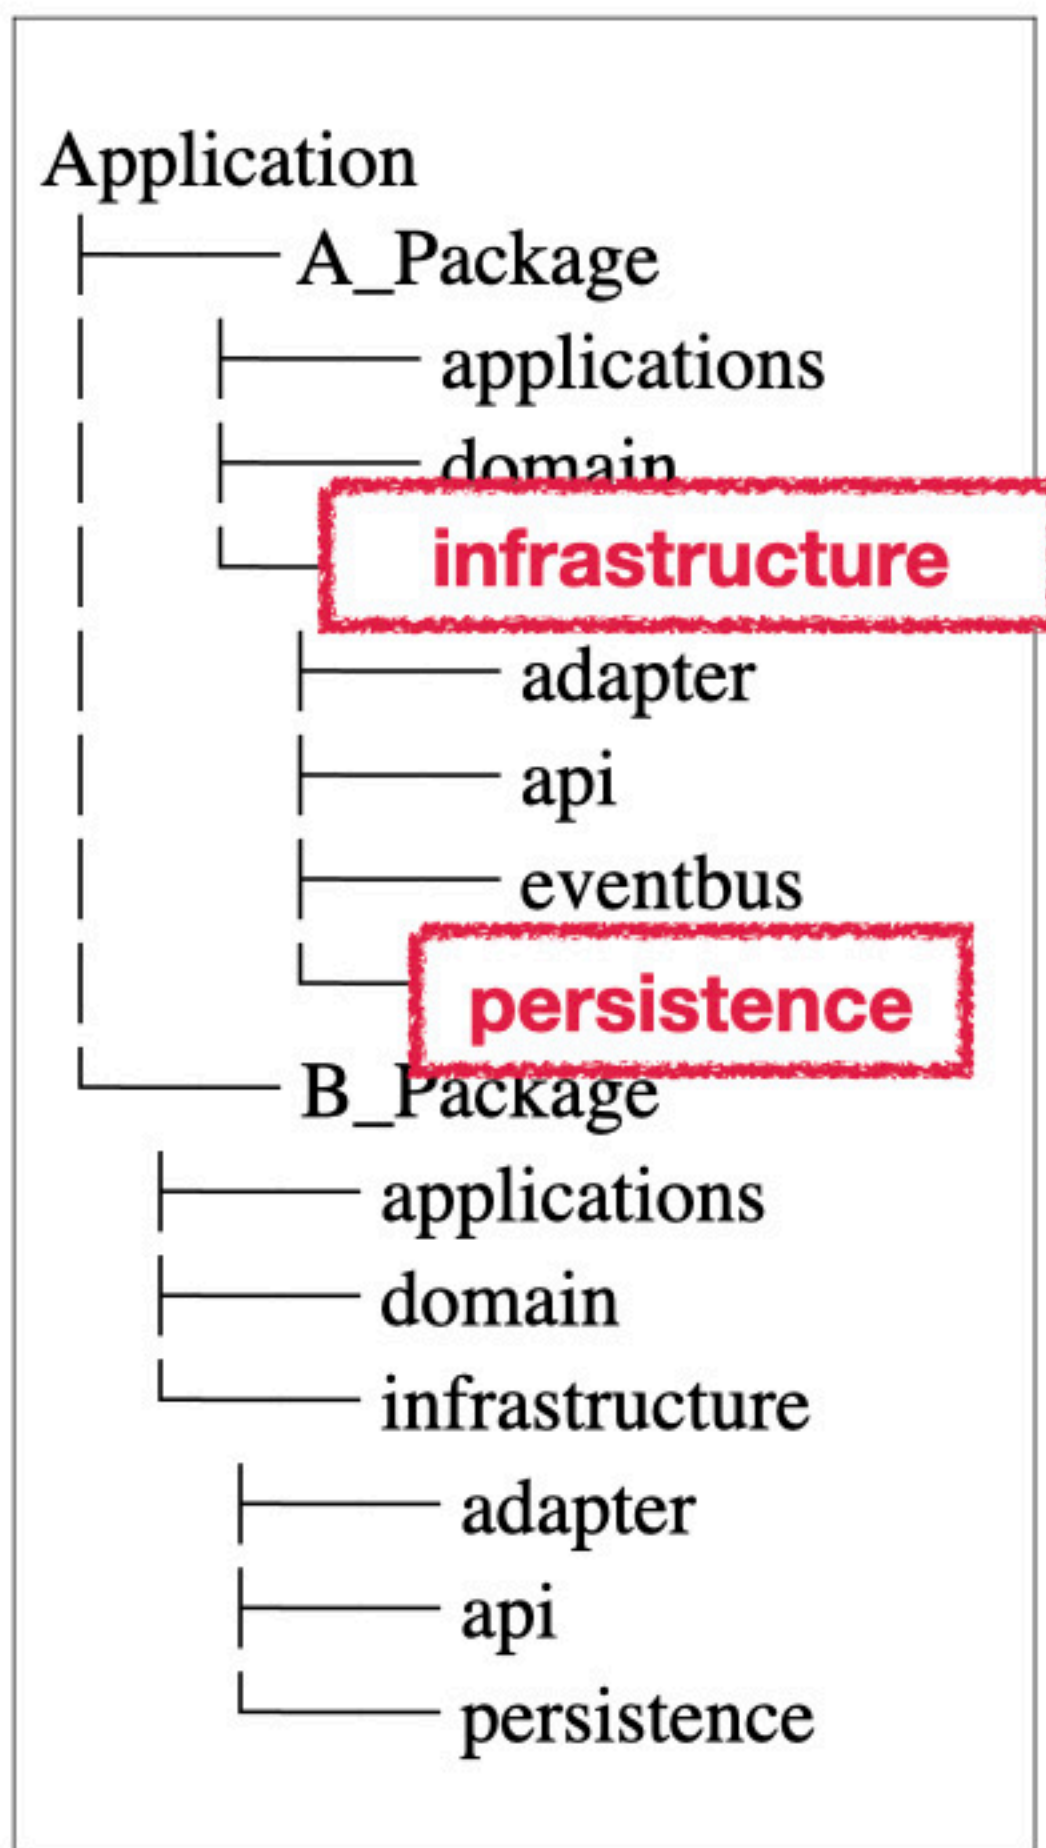 Application
A_Package
applications
domain
infrastructure
adapter
api
eventbus
persistence
B_Package
applications
domain
infrastructure
adapter
api
persistence